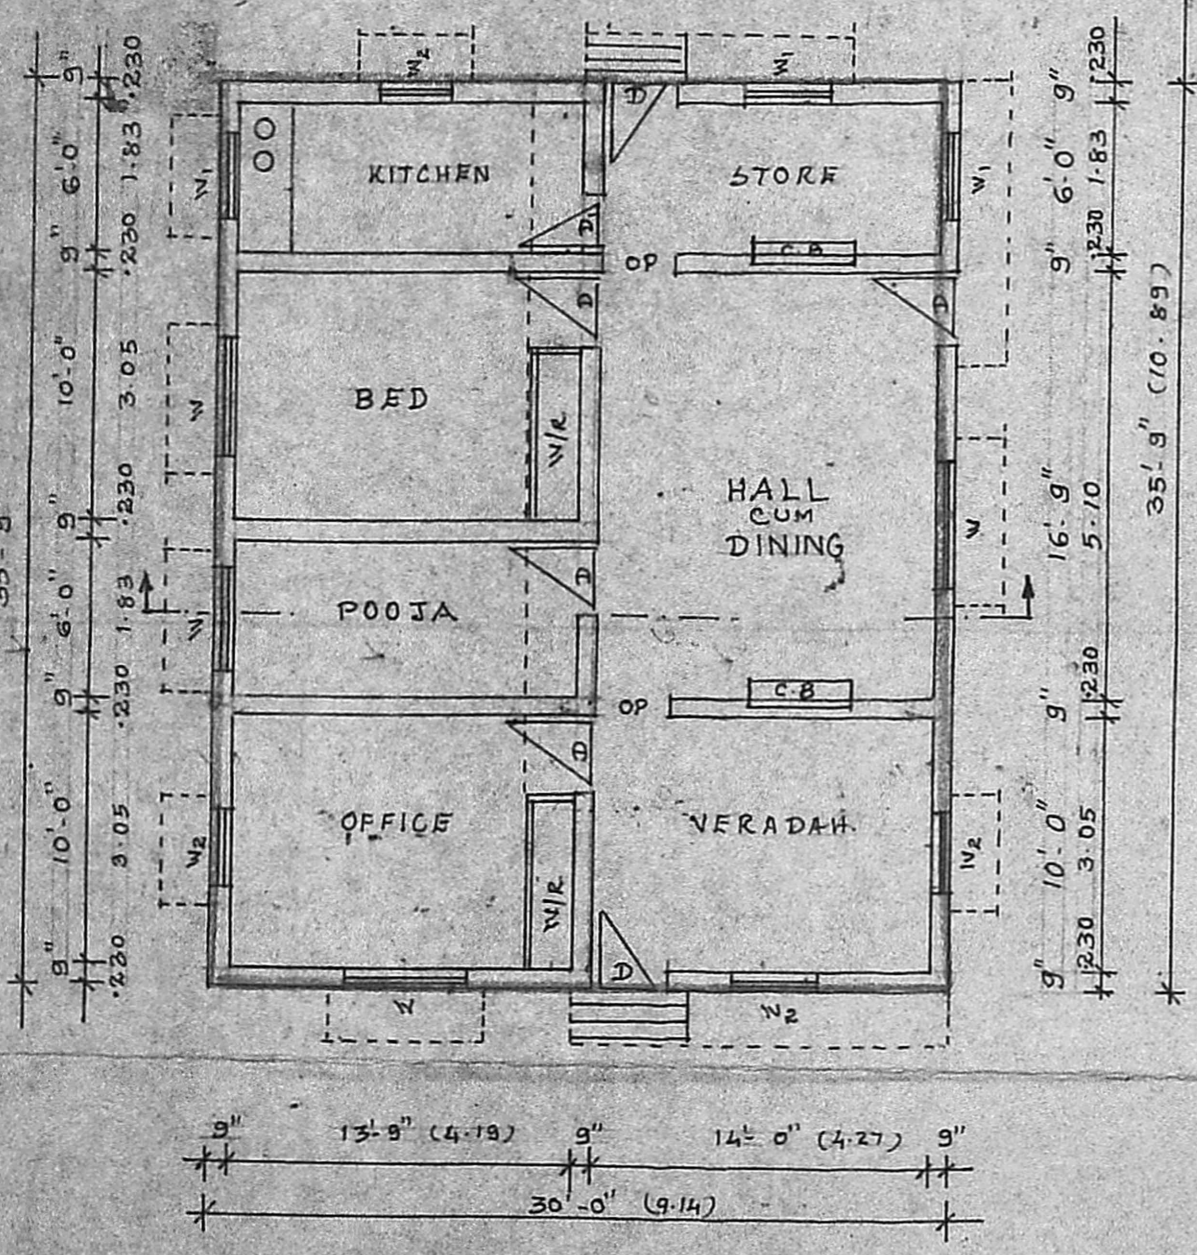 W2
W1
D
KITCHEN
STORE
W1
W1
D1
C.B
OP
D
D
BED
W/R
W
HALL
CUM
DINING
W
D
POOJA
W1
C.B
OP
D
OFFICE
VERADAH.
W2
W2
W/R
D
W
W2
9" .230
6'-0" 1.83
9" .230
10'-0" 3.05
9" .230
6'-0" 1.83
9" .230
10'-0" 3.05
9" .230
9" .230
6'-0" 1.83
9" .230
16'-9" 5.10
9" .230
10'-0" 3.05
9" .230
35'-9" (10.89)
9" 13'-9" (4.19) 9" 14'-0" (4.27) 9"
30'-0" (9.14)